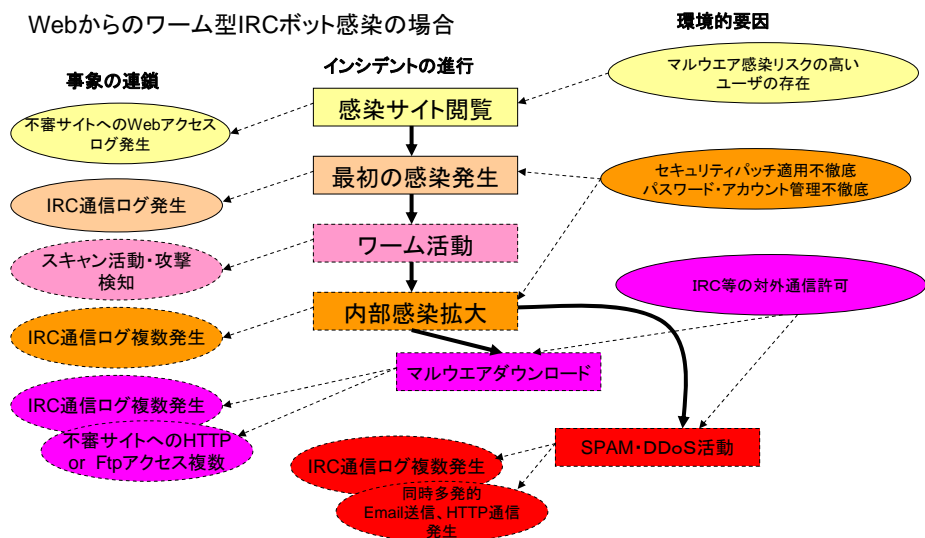 Webからのワーム型IRCボット感染の場合
環境的要因
事象の連鎖
インシデントの進行
マルウエア感染リスクの高い
ユーザの存在
感染サイト閲覧
不審サイトへのWebアクセス
ログ発生
最初の感染発生
セキュリティパッチ適用不徹底
パスワード・アカウント管理不徹底
IRC通信ログ発生
ワーム活動
スキャン活動・攻撃
検知
IRC等の対外通信許可
内部感染拡大
IRC通信ログ複数発生
マルウエアダウンロード
IRC通信ログ複数発生
不審サイトへのHTTP
or Ftpアクセス複数
SPAM・DDoS活動
IRC通信ログ複数発生
同時多発的
Email送信、HTTP通信
発生